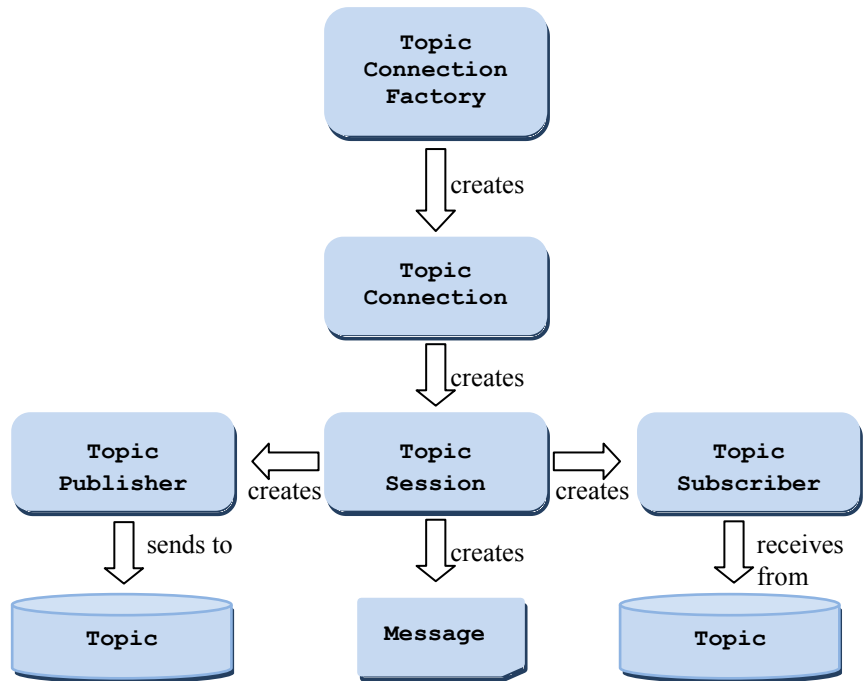 Topic
Connection
Factory
creates
Topic
Connection
creates
Topic
Publisher
creates
Topic
Session
creates
Topic
Subscriber
sends to
creates
receives
from
Topic
Message
Topic